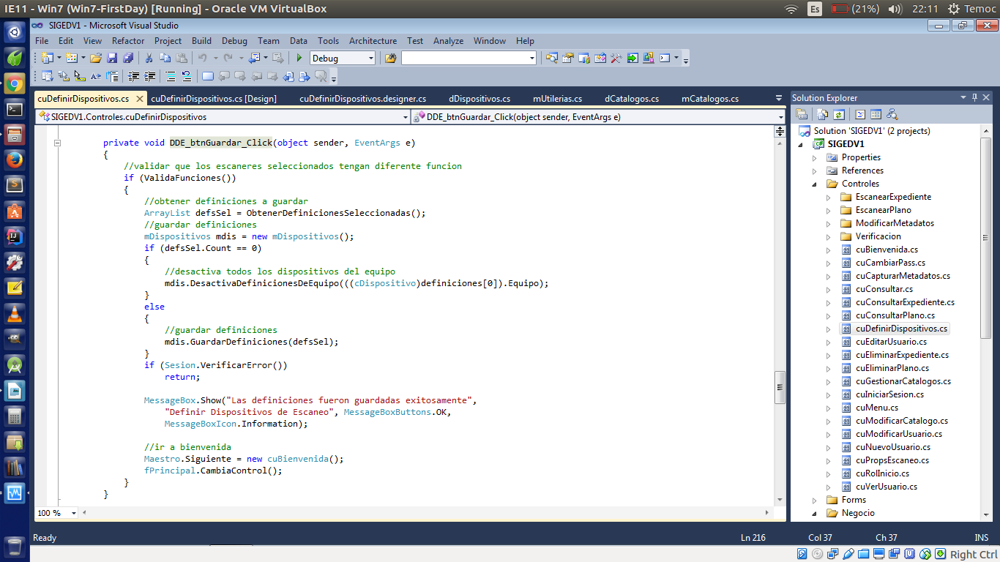 IE11 - Win7 (Win7-FirstDay) [Running] - Oracle VM VirtualBox
Es (21%) 22:11 Temoc
SIGEDV1 - Microsoft Visual Studio
File Edit View Refactor Project Build Debug Team Data Tools Architecture Test Analyze Window Help
Debug
cuDefinirDispositivos.cs cuDefinirDispositivos.cs [Design] cuDefinirDispositivos.designer.cs dDispositivos.cs mUtilerias.cs dCatalogos.cs mCatalogos.cs
SIGEDV1.Controles.cuDefinirDispositivos DDE_btnGuardar_Click(object sender, EventArgs e)
private void DDE_btnGuardar_Click(object sender, EventArgs e)
{
//validar que los escaneres seleccionados tengan diferente funcion
if (ValidaFunciones())
{
//obtener definiciones a guardar
ArrayList defsSel = ObtenerDefinicionesSeleccionadas();
//guardar definiciones
mDispositivos mdis = new mDispositivos();
if (defsSel.Count == 0)
{
//desactiva todos los dispositivos del equipo
mdis.DesactivaDefinicionesDeEquipo(((cDispositivo)definiciones[0]).Equipo);
}
else
{
//guardar definiciones
mdis.GuardarDefiniciones(defsSel);
}
if (Sesion.VerificarError())
return;
MessageBox.Show("Las definiciones fueron guardadas exitosamente",
"Definir Dispositivos de Escaneo", MessageBoxButtons.OK,
MessageBoxIcon.Information);
//ir a bienvenida
Maestro.Siguiente = new cuBienvenida();
fPrincipal.CambiaControl();
}
}
100 %
Solution Explorer
Solution 'SIGEDV1' (2 projects)
SIGEDV1
Properties
References
Controles
EscanearExpediente
EscanearPlano
ModificarMetadatos
Verificacion
cuBienvenida.cs
cuCambiarPass.cs
cuCapturarMetadatos.cs
cuConsultar.cs
cuConsultarExpediente.cs
cuConsultarPlano.cs
cuDefinirDispositivos.cs
cuEditarUsuario.cs
cuEliminarExpediente.cs
cuEliminarPlano.cs
cuGestionarCatalogos.cs
cuIniciarSesion.cs
cuMenu.cs
cuModificarCatalogo.cs
cuModificarUsuario.cs
cuNuevoUsuario.cs
cuPropsEscaneo.cs
cuRolInicio.cs
cuVerUsuario.cs
Forms
Negocio
Ready Ln 216 Col 37 Ch 37 INS
Right Ctrl